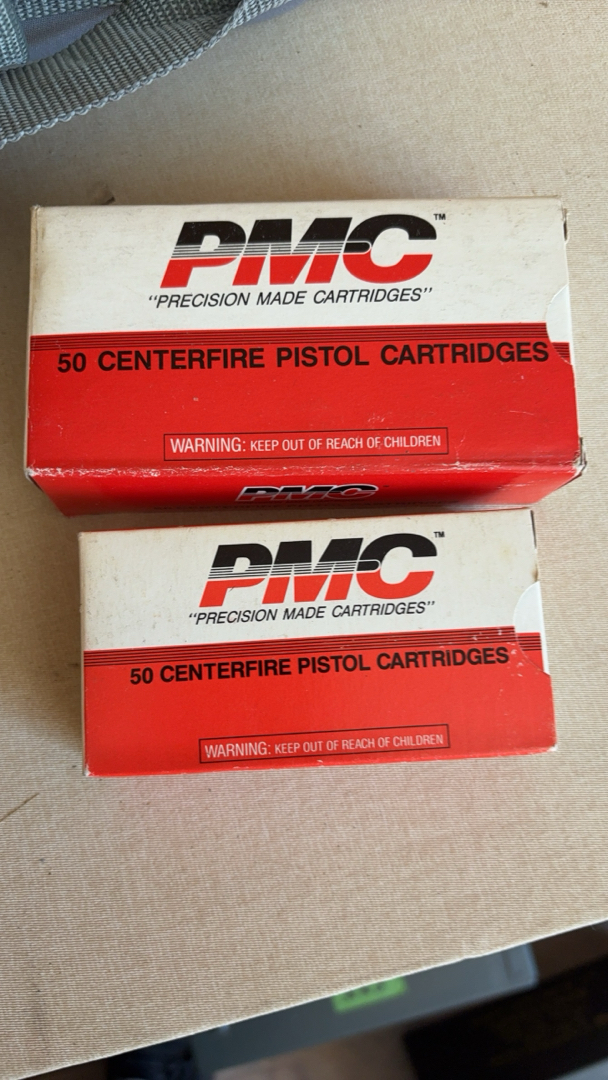 PMC™
"PRECISION MADE CARTRIDGES"
50 CENTERFIRE PISTOL CARTRIDGES
WARNING: KEEP OUT OF REACH OF CHILDREN
PMC
PMC™
"PRECISION MADE CARTRIDGES"
50 CENTERFIRE PISTOL CARTRIDGES
WARNING: KEEP OUT OF REACH OF CHILDREN